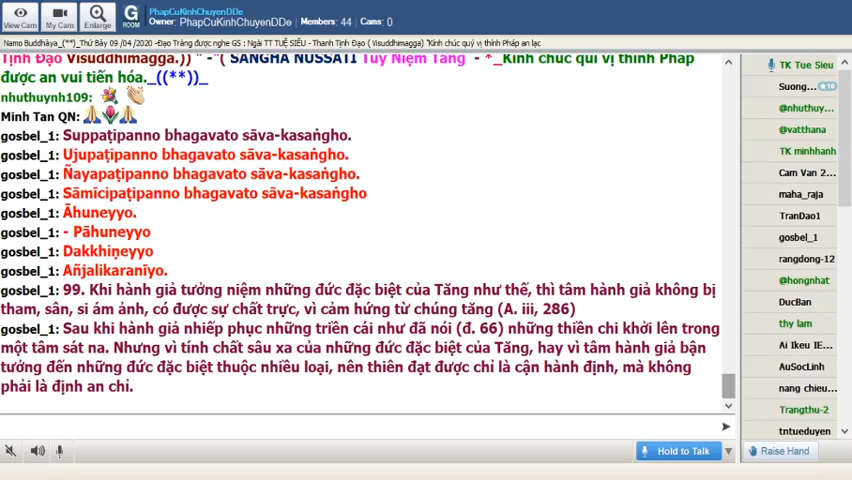 View Cam
My Cam
Enlarge
G
ROOM
PhapCuKinhChuyenDDe
Owner: PhapCuKinhChuyenDDe Members: 44 Cams: 0
Namo Buddhàya_(**)_Thứ Bảy 09 /04 /2020 -Đạo Tràng được nghe GS : Ngài TT TUỆ SIÊU - Thanh Tịnh Đạo ( Visuddhimagga) "Kính chúc quý vị thính Pháp an lạc
Tịnh Đạo Visuddhimagga.)) " -"( SANGHA NUSSATI Tùy Niệm Tăng - *_Kính chúc quí vị thính Pháp
được an vui tiến hóa._((**))_
nhuthuynh109:
Minh Tan QN:
gosbel_1: Suppaṭipanno bhagavato sāva-kasaṅgho.
gosbel_1: Ujupaṭipanno bhagavato sāva-kasaṅgho.
gosbel_1: Ñayapaṭipanno bhagavato sāva-kasaṅgho.
gosbel_1: Sāmīcipaṭipanno bhagavato sāva-kasaṅgho
gosbel_1: Āhuneyyo.
gosbel_1: - Pāhuneyyo
gosbel_1: Dakkhiṇeyyo
gosbel_1: Añjalikaranīyo.
gosbel_1: 99. Khi hành giả tưởng niệm những đức đặc biệt của Tăng như thế, thì tâm hành giả không bị
tham, sân, si ám ảnh, có được sự chất trực, vì cảm hứng từ chúng tăng (A. iii, 286)
gosbel_1: Sau khi hành giả nhiếp phục những triền cái như đã nói (đ. 66) những thiền chi khởi lên trong
một tâm sát na. Nhưng vì tính chất sâu xa của những đức đặc biệt của Tăng, hay vì tâm hành giả bận
tưởng đến những đức đặc biệt thuộc nhiều loại, nên thiên đạt được chỉ là cận hành định, mà không
phải là định an chỉ.
TK Tue Sieu
Suong... 10
@nhuthuy...
@vatthana
TK minhhanh
Cam Van 2...
maha_raja
TranDao1
gosbel_1
rangdong-12
@hongnhat
DucBan
thy lam
Ai Ikeu IE...
AuSocLinh
nang chieu...
Trangthu-2
tntueduyen
Hold to Talk
Raise Hand